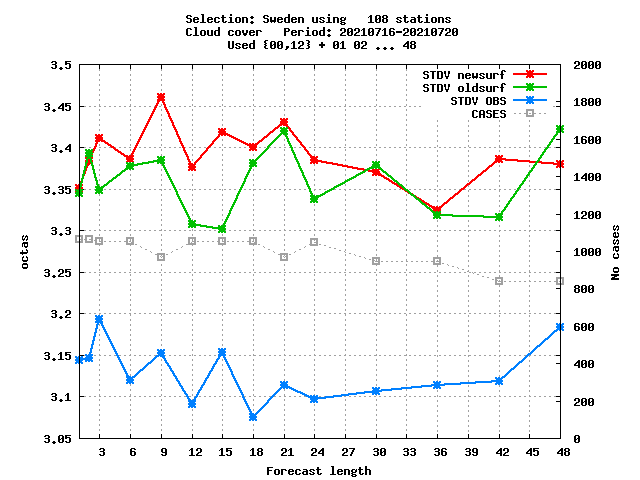 Selection: Sweden using   108 stations
Cloud cover   Period: 20210716-20210720
Used {00,12} + 01 02 ... 48
STDV newsurf
STDV oldsurf
STDV OBS
CASES
3.5
3.45
3.4
3.35
3.3
3.25
3.2
3.15
3.1
3.05
octas
2000
1800
1600
1400
1200
1000
800
600
400
200
0
No cases
3 6 9 12 15 18 21 24 27 30 33 36 39 42 45 48
Forecast length